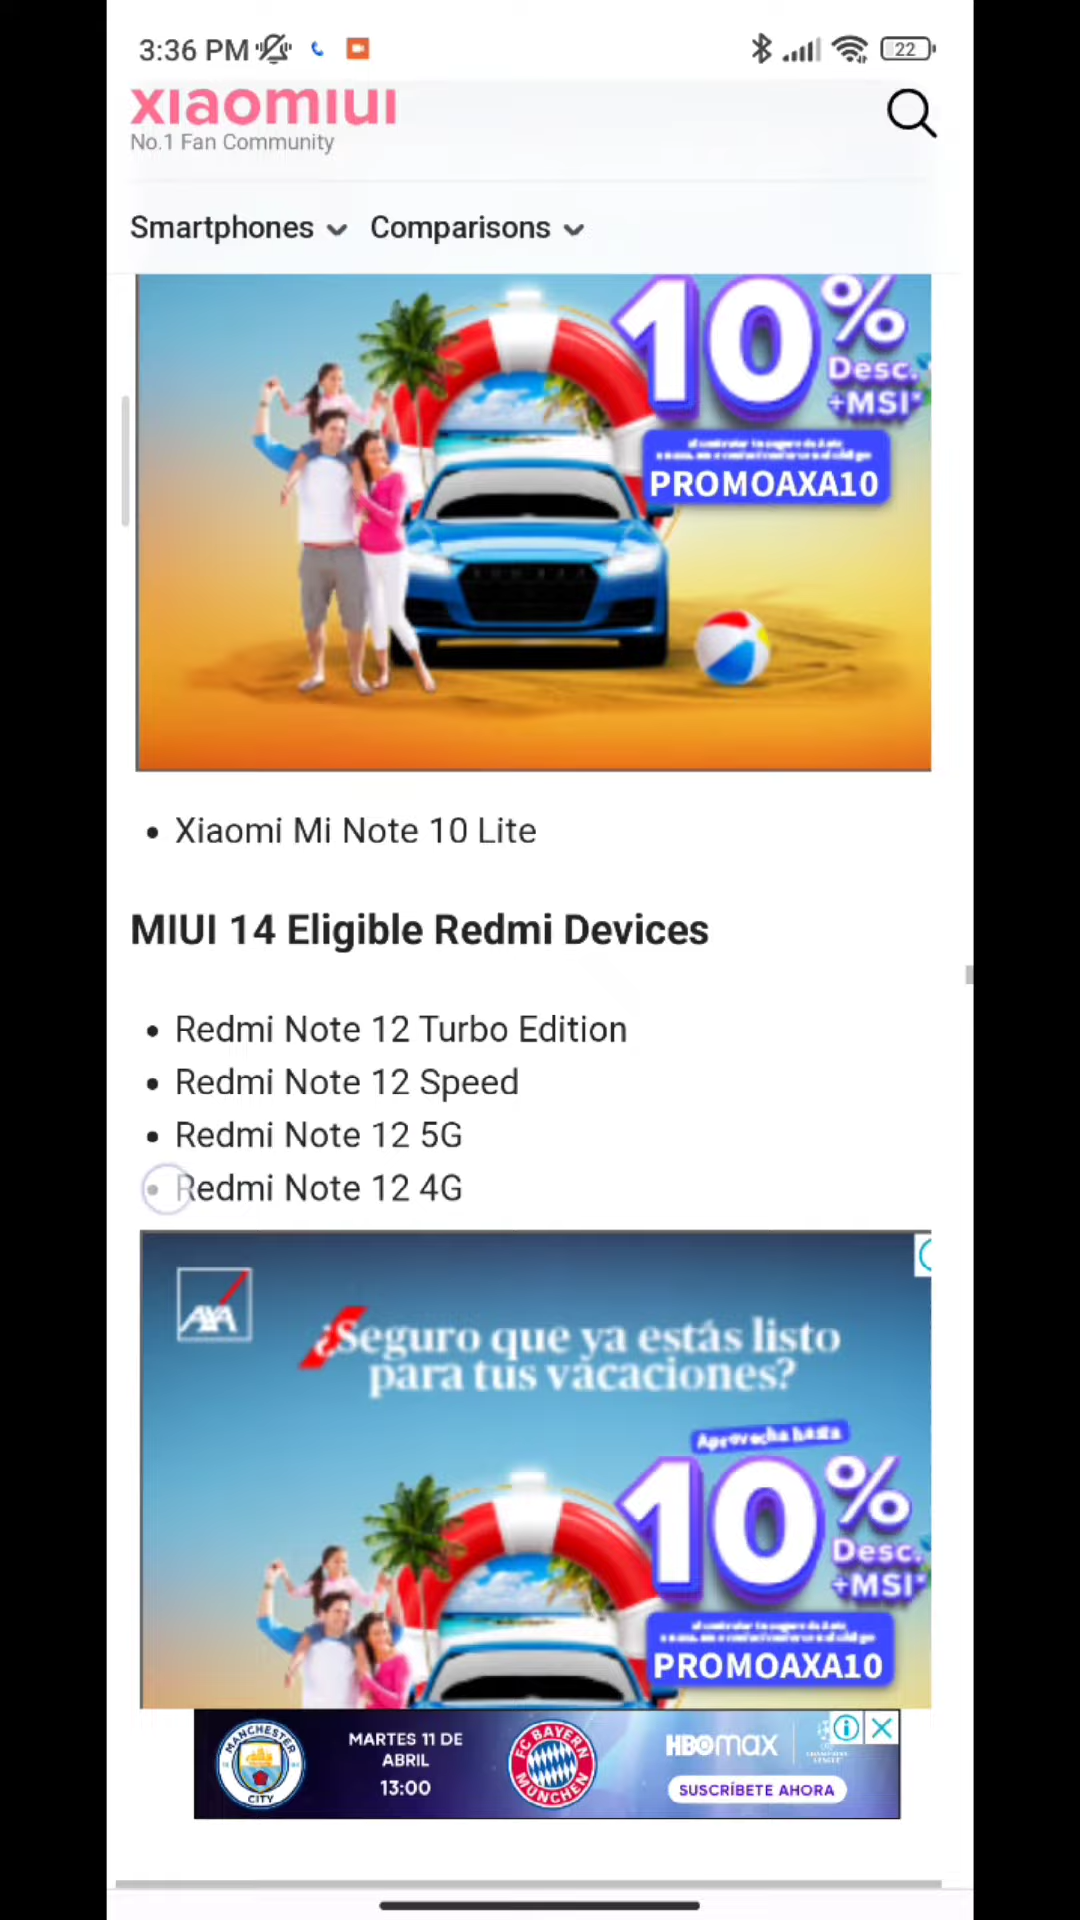 3:36 PM
22
xiaomiui
No.1 Fan Community
Smartphones
Comparisons
10%
Desc.
+MSI*
PROMOAXA10
• Xiaomi Mi Note 10 Lite
MIUI 14 Eligible Redmi Devices
• Redmi Note 12 Turbo Edition
• Redmi Note 12 Speed
• Redmi Note 12 5G
• Redmi Note 12 4G
AXA
¿Seguro que ya estás listo
para tus vacaciones?
Aprovecha hasta
10%
Desc.
+MSI*
PROMOAXA10
MANCHESTER
CITY
MARTES 11 DE
ABRIL
13:00
FC BAYERN
MÜNCHEN
HBOmax
SUSCRÍBETE AHORA